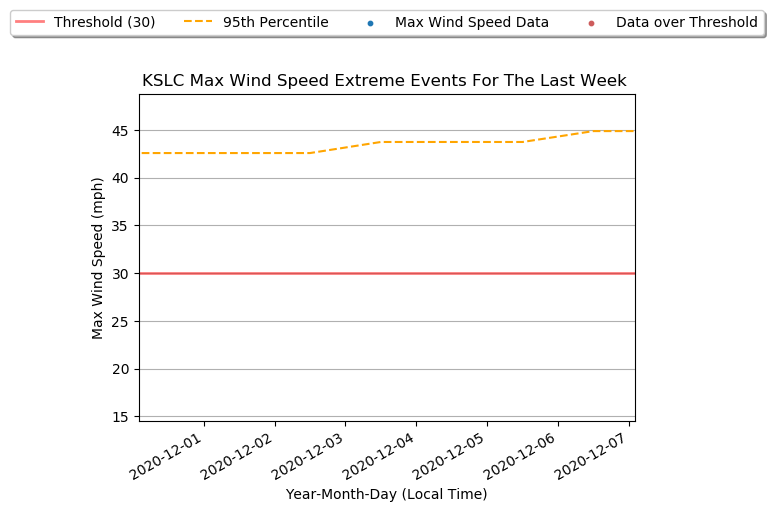 Threshold (30) 95th Percentile Max Wind Speed Data Data over Threshold
KSLC Max Wind Speed Extreme Events For The Last Week
45
40
35
30
25
20
15
Max Wind Speed (mph)
2020-12-01 2020-12-02 2020-12-03 2020-12-04 2020-12-05 2020-12-06 2020-12-07
Year-Month-Day (Local Time)